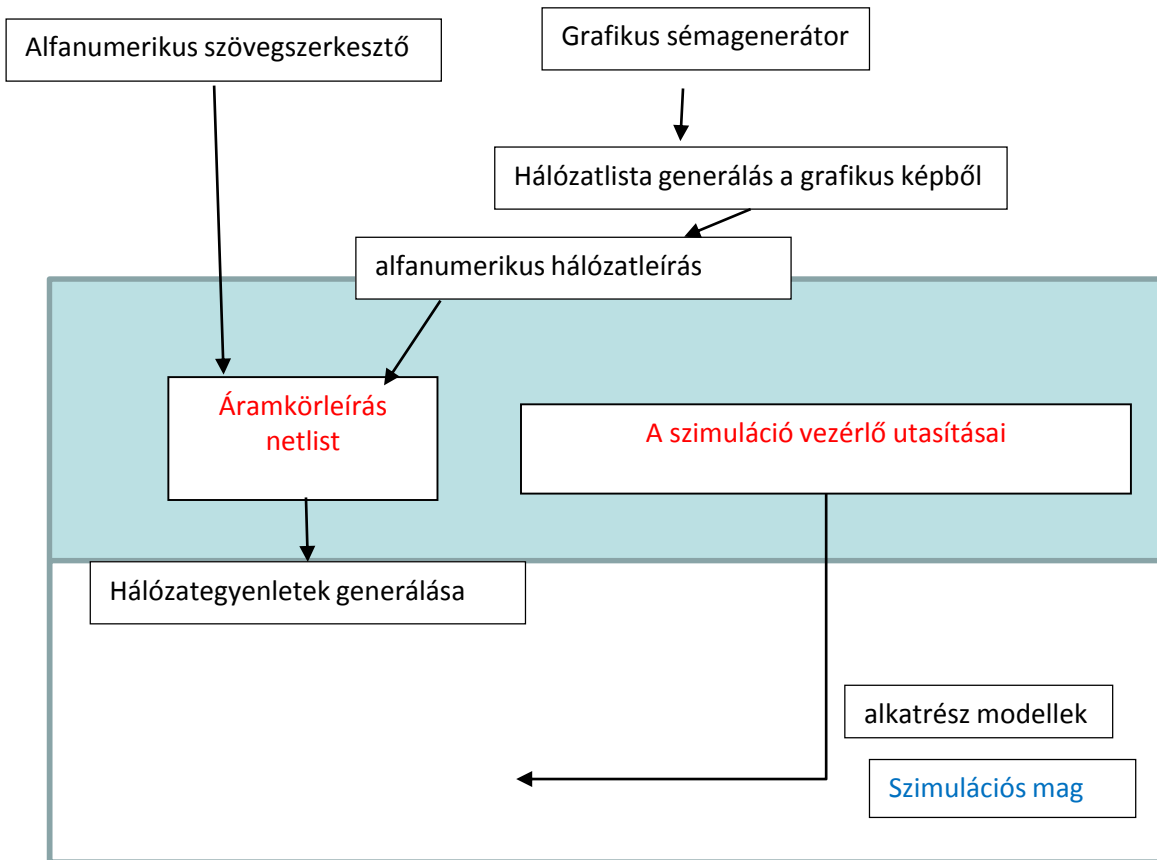 Alfanumerikus szövegszerkesztő
Grafikus sémagenerátor
Hálózatlista generálás a grafikus képből
alfanumerikus hálózatleírás
Áramkörleírás
netlist
A szimuláció vezérlő utasításai
Hálózategyenletek generálása
alkatrész modellek
Szimulációs mag